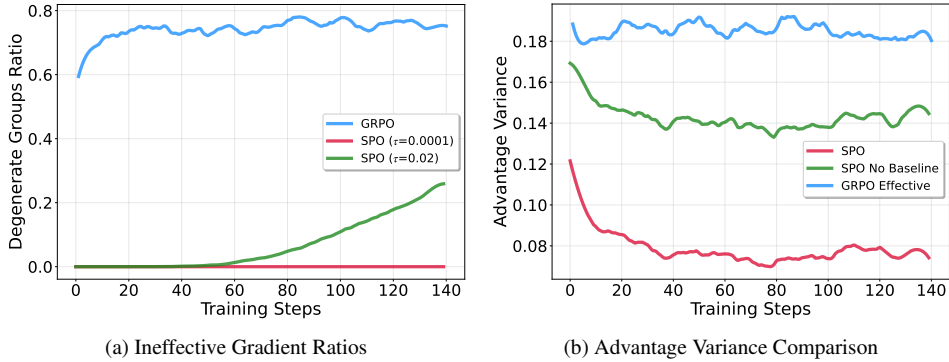 Degenerate Groups Ratio
0.8
0.6
0.4
0.2
0.0
GRPO
SPO (τ=0.0001)
SPO (τ=0.02)
0 20 40 60 80 100 120 140
Training Steps
(a) Ineffective Gradient Ratios
Advantage Variance
0.18
0.16
0.14
0.12
0.10
0.08
SPO
SPO No Baseline
GRPO Effective
0 20 40 60 80 100 120 140
Training Steps
(b) Advantage Variance Comparison